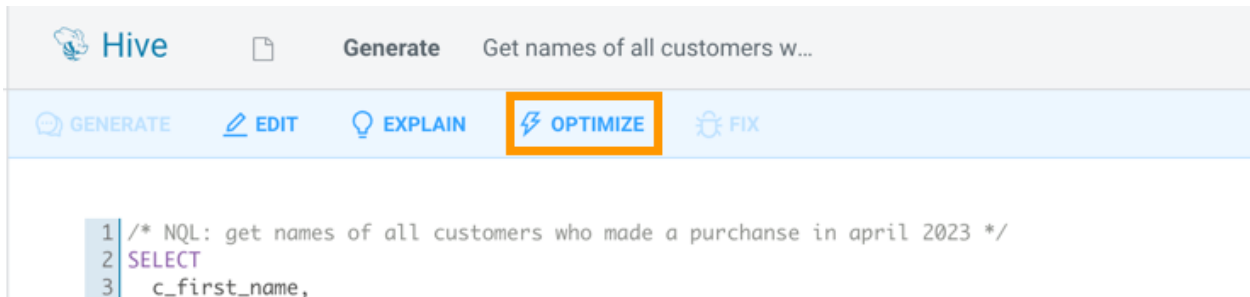 Hive Generate Get names of all customers w...
GENERATE EDIT EXPLAIN OPTIMIZE FIX
1 /* NQL: get names of all customers who made a purchanse in april 2023 */
2 SELECT
3 c_first_name,